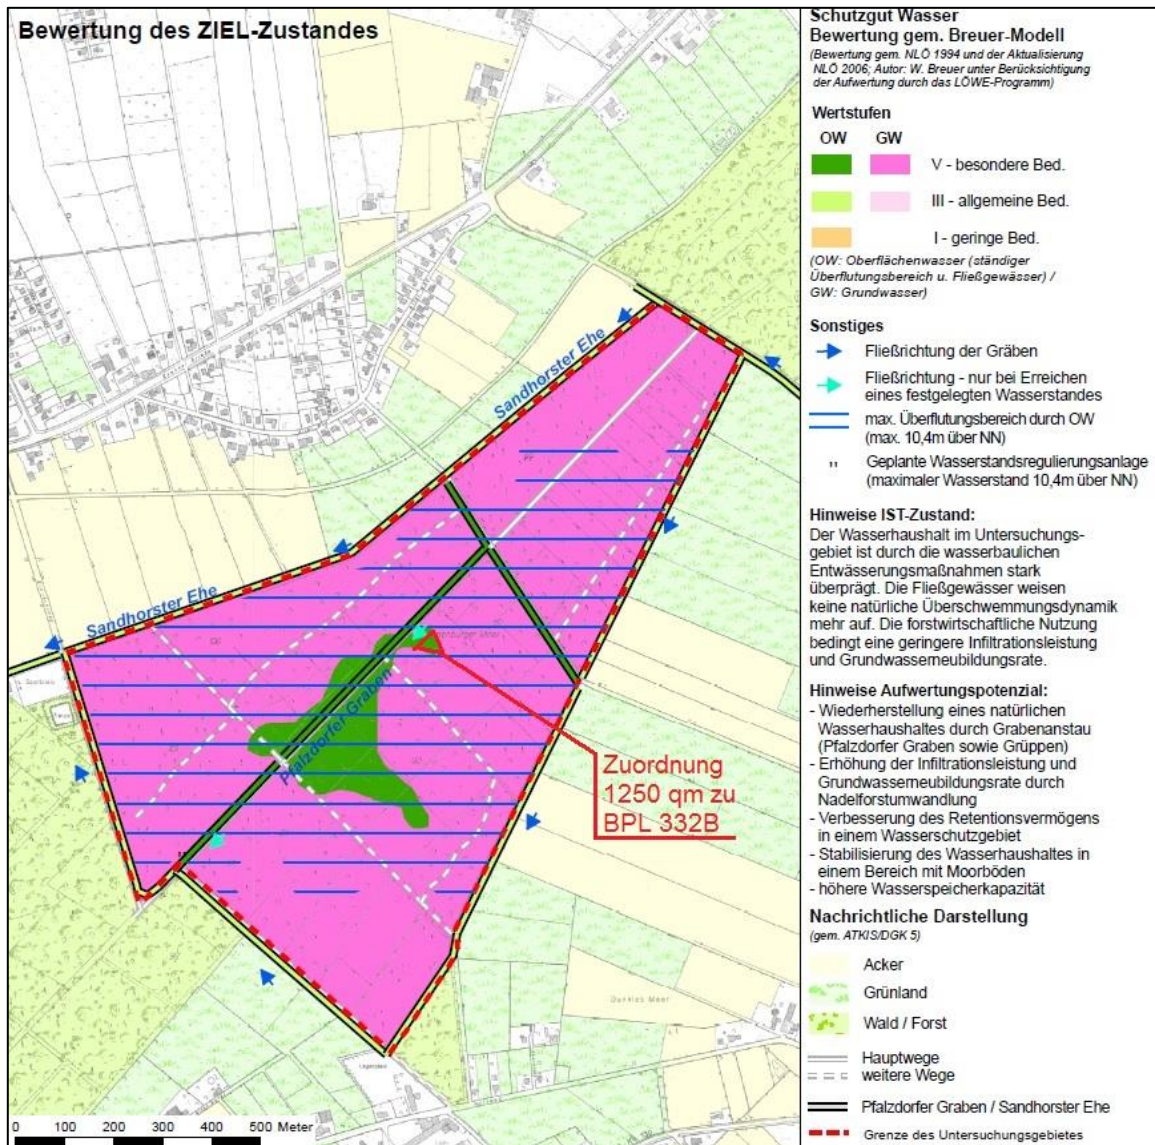 Bewertung des ZIEL-Zustandes
Sandhorster Ehe
Sandhorster Ehe
Pfalzdorfer Graben
Zuordnung
1250 qm zu
BPL 332B
Dunkles Moor
0 100 200 300 400 500 Meter
Schutzgut Wasser
Bewertung gem. Breuer-Modell
(Bewertung gem. NLÖ 1994 und der Aktualisierung
NLÖ 2006; Autor: W. Breuer unter Berücksichtigung
der Aufwertung durch das LÖWE-Programm)
Wertstufen
OW GW
V - besondere Bed.
III - allgemeine Bed.
I - geringe Bed.
(OW: Oberflächenwasser (ständiger
Überflutungsbereich u. Fließgewässer) /
GW: Grundwasser)
Sonstiges
Fließrichtung der Gräben
Fließrichtung - nur bei Erreichen
eines festgelegten Wasserstandes
max. Überflutungsbereich durch OW
(max. 10,4m über NN)
" Geplante Wasserstandsregulierungsanlage
(maximaler Wasserstand 10,4m über NN)
Hinweise IST-Zustand:
Der Wasserhaushalt im Untersuchungs-
gebiet ist durch die wasserbaulichen
Entwässerungsmaßnahmen stark
überprägt. Die Fließgewässer weisen
keine natürliche Überschwemmungsdynamik
mehr auf. Die forstwirtschaftliche Nutzung
bedingt eine geringere Infiltrationsleistung
und Grundwasserneubildungsrate.
Hinweise Aufwertungspotenzial:
- Wiederherstellung eines natürlichen
Wasserhaushaltes durch Grabenanstau
(Pfalzdorfer Graben sowie Grüppen)
- Erhöhung der Infiltrationsleistung und
Grundwasserneubildungsrate durch
Nadelforstumwandlung
- Verbesserung des Retentionsvermögens
in einem Wasserschutzgebiet
- Stabilisierung des Wasserhaushaltes in
einem Bereich mit Moorböden
- höhere Wasserspeicherkapazität
Nachrichtliche Darstellung
(gem. ATKIS/DGK 5)
Acker
Grünland
Wald / Forst
Hauptwege
weitere Wege
Pfalzdorfer Graben / Sandhorster Ehe
Grenze des Untersuchungsgebietes